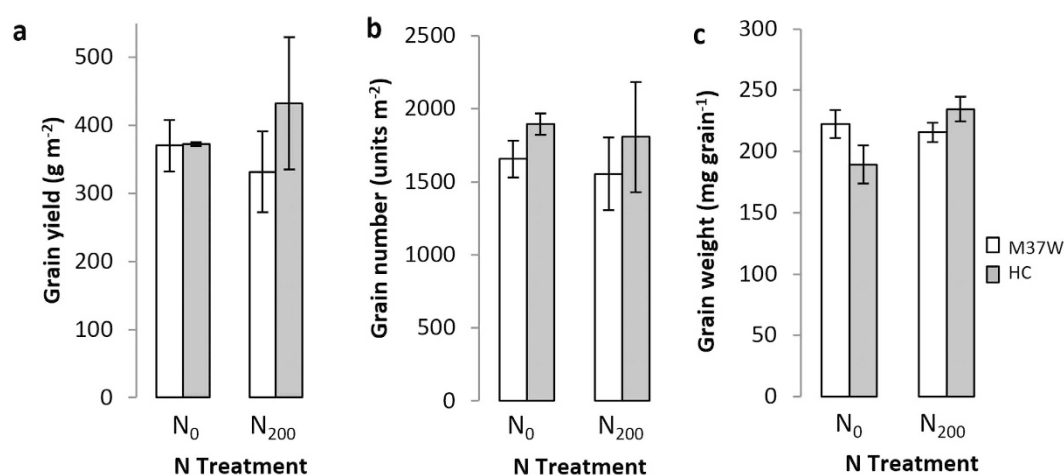 a
Grain yield (g m⁻²)
500
400
300
200
100
0
N₀ N₂₀₀
N Treatment
b
Grain number (units m⁻²)
2500
2000
1500
1000
500
0
N₀ N₂₀₀
N Treatment
c
Grain weight (mg grain⁻¹)
300
250
200
150
100
50
0
N₀ N₂₀₀
N Treatment
M37W
HC